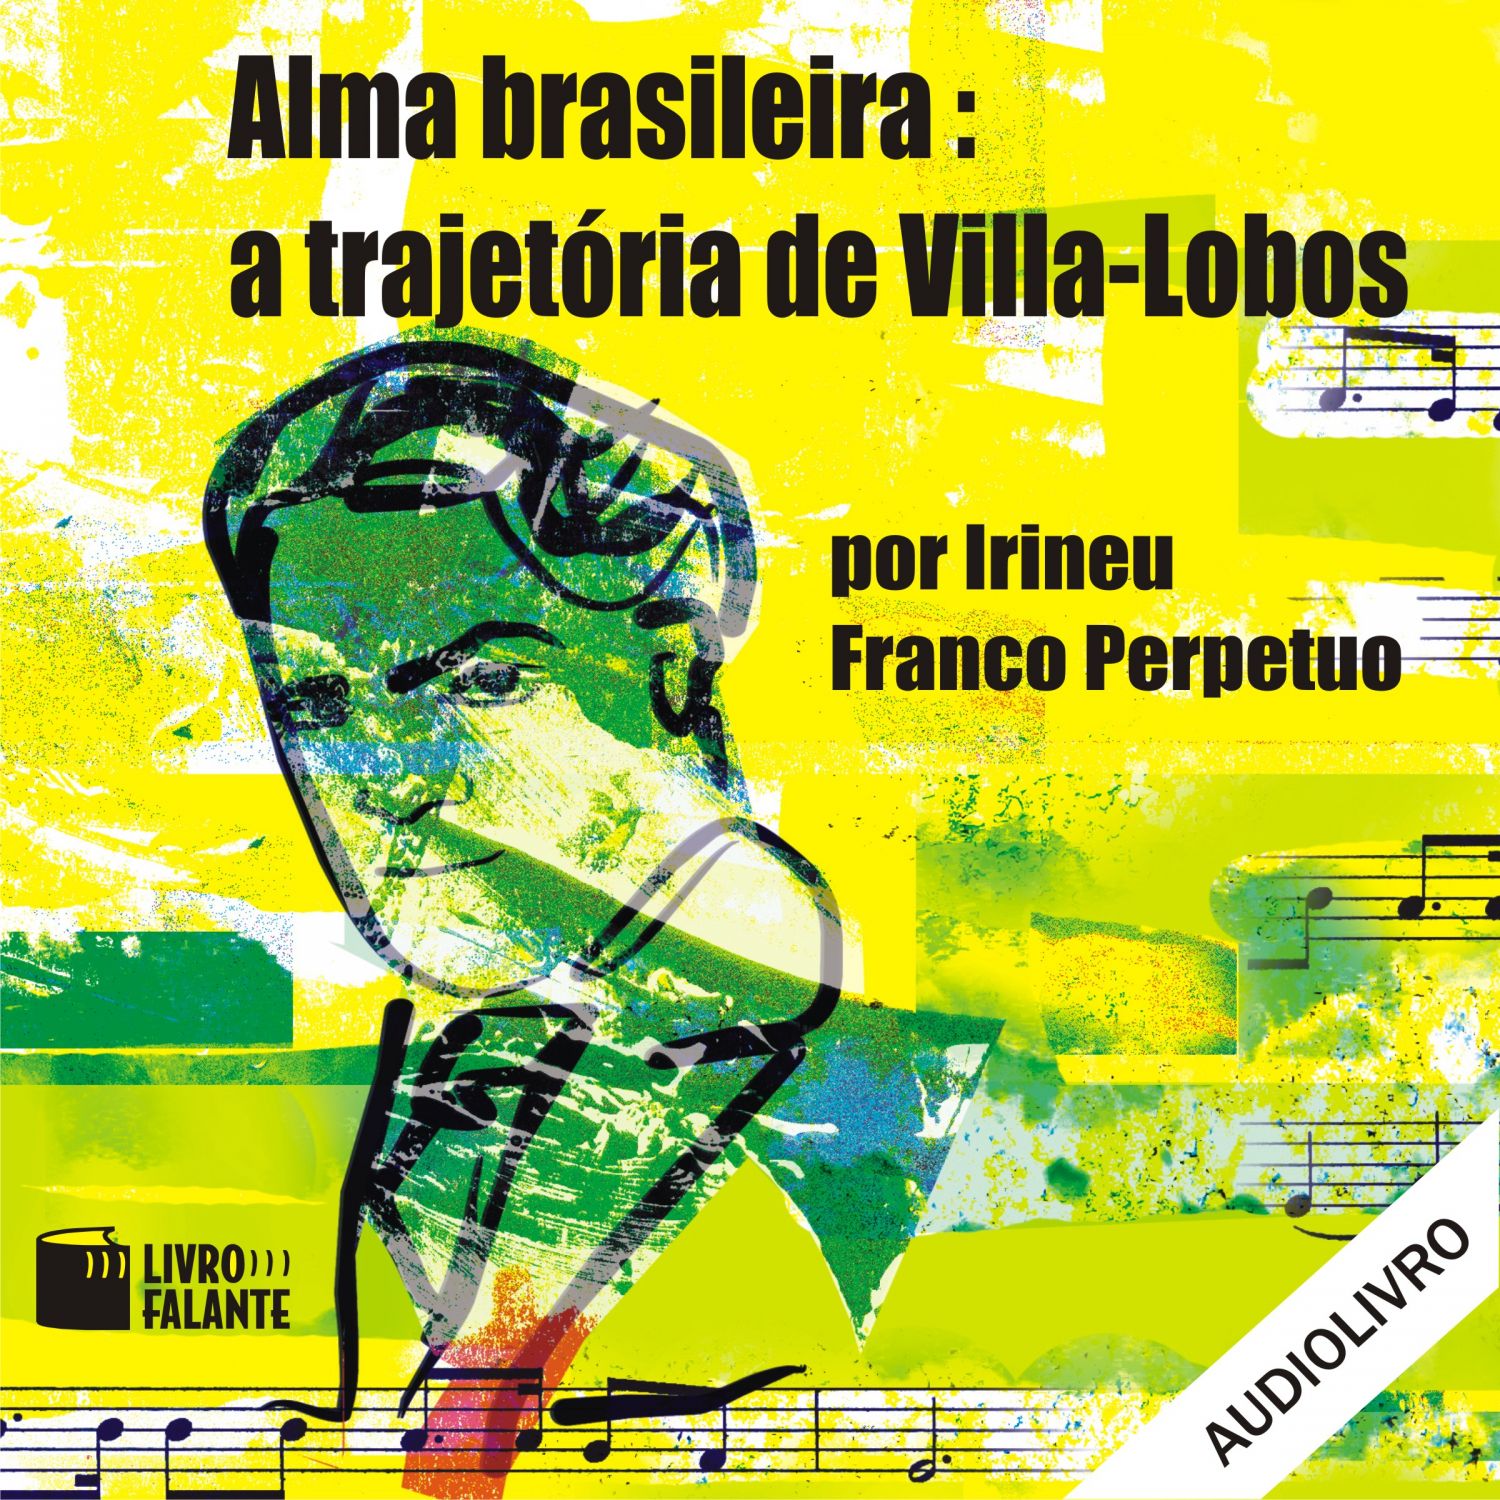 Alma brasileira :
a trajetória de Villa-Lobos
por Irineu
Franco Perpetuo
LIVRO
FALANTE
AUDIOLIVRO